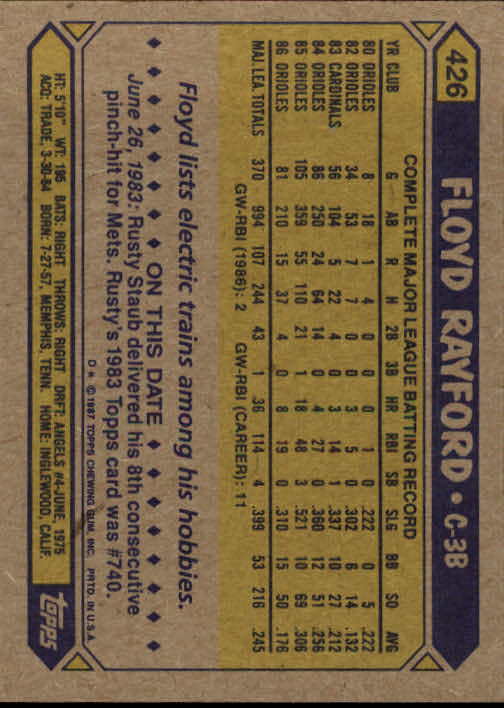 426
FLOYD RAYFORD • C-3B
COMPLETE MAJOR LEAGUE BATTING RECORD
YR CLUB G AB R H 2B 3B HR RBI SB SLG BB SO AVG
80 ORIOLES 8 18 1 4 0 0 0 1 0 .222 0 5 .222
82 ORIOLES 34 53 7 7 0 0 3 5 0 .302 6 14 .132
83 CARDINALS 56 104 5 22 4 0 3 14 1 .337 10 27 .212
84 ORIOLES 86 250 24 64 14 0 4 27 0 .360 12 51 .256
85 ORIOLES 105 359 55 110 21 1 18 48 3 .521 10 69 .306
86 ORIOLES 81 210 15 37 4 0 8 19 0 .310 15 50 .176
MAJ. LEA. TOTALS 370 994 107 244 43 1 36 114 4 .399 53 216 .245
GW-RBI (1986): 2 GW-RBI (CAREER): 11
Floyd lists electric trains among his hobbies.
ON THIS DATE
June 26, 1983: Rusty Staub delivered his 8th consecutive
pinch-hit for Mets. Rusty's 1983 Topps card was #740.
D* © 1987 TOPPS CHEWING GUM, INC. PRTD. IN U.S.A.
HT: 5'10" WT: 195 BATS: RIGHT THROWS: RIGHT DRFT: ANGELS #4-JUNE, 1975
ACQ: TRADE, 3-30-84 BORN: 7-27-57, MEMPHIS, TENN. HOME: INGLEWOOD, CALIF.
topps